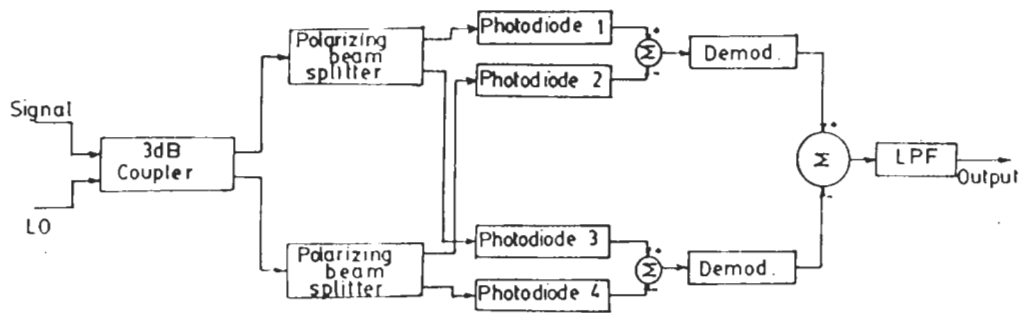 Polarizing
beam
splitter
Photodiode 1
Photodiode 2
Σ
+
-
Demod.
Signal
LO
3dB
Coupler
+
Σ
-
LPF
Output
Polarizing
beam
splitter
Photodiode 3
Photodiode 4
+
Σ
-
Demod.